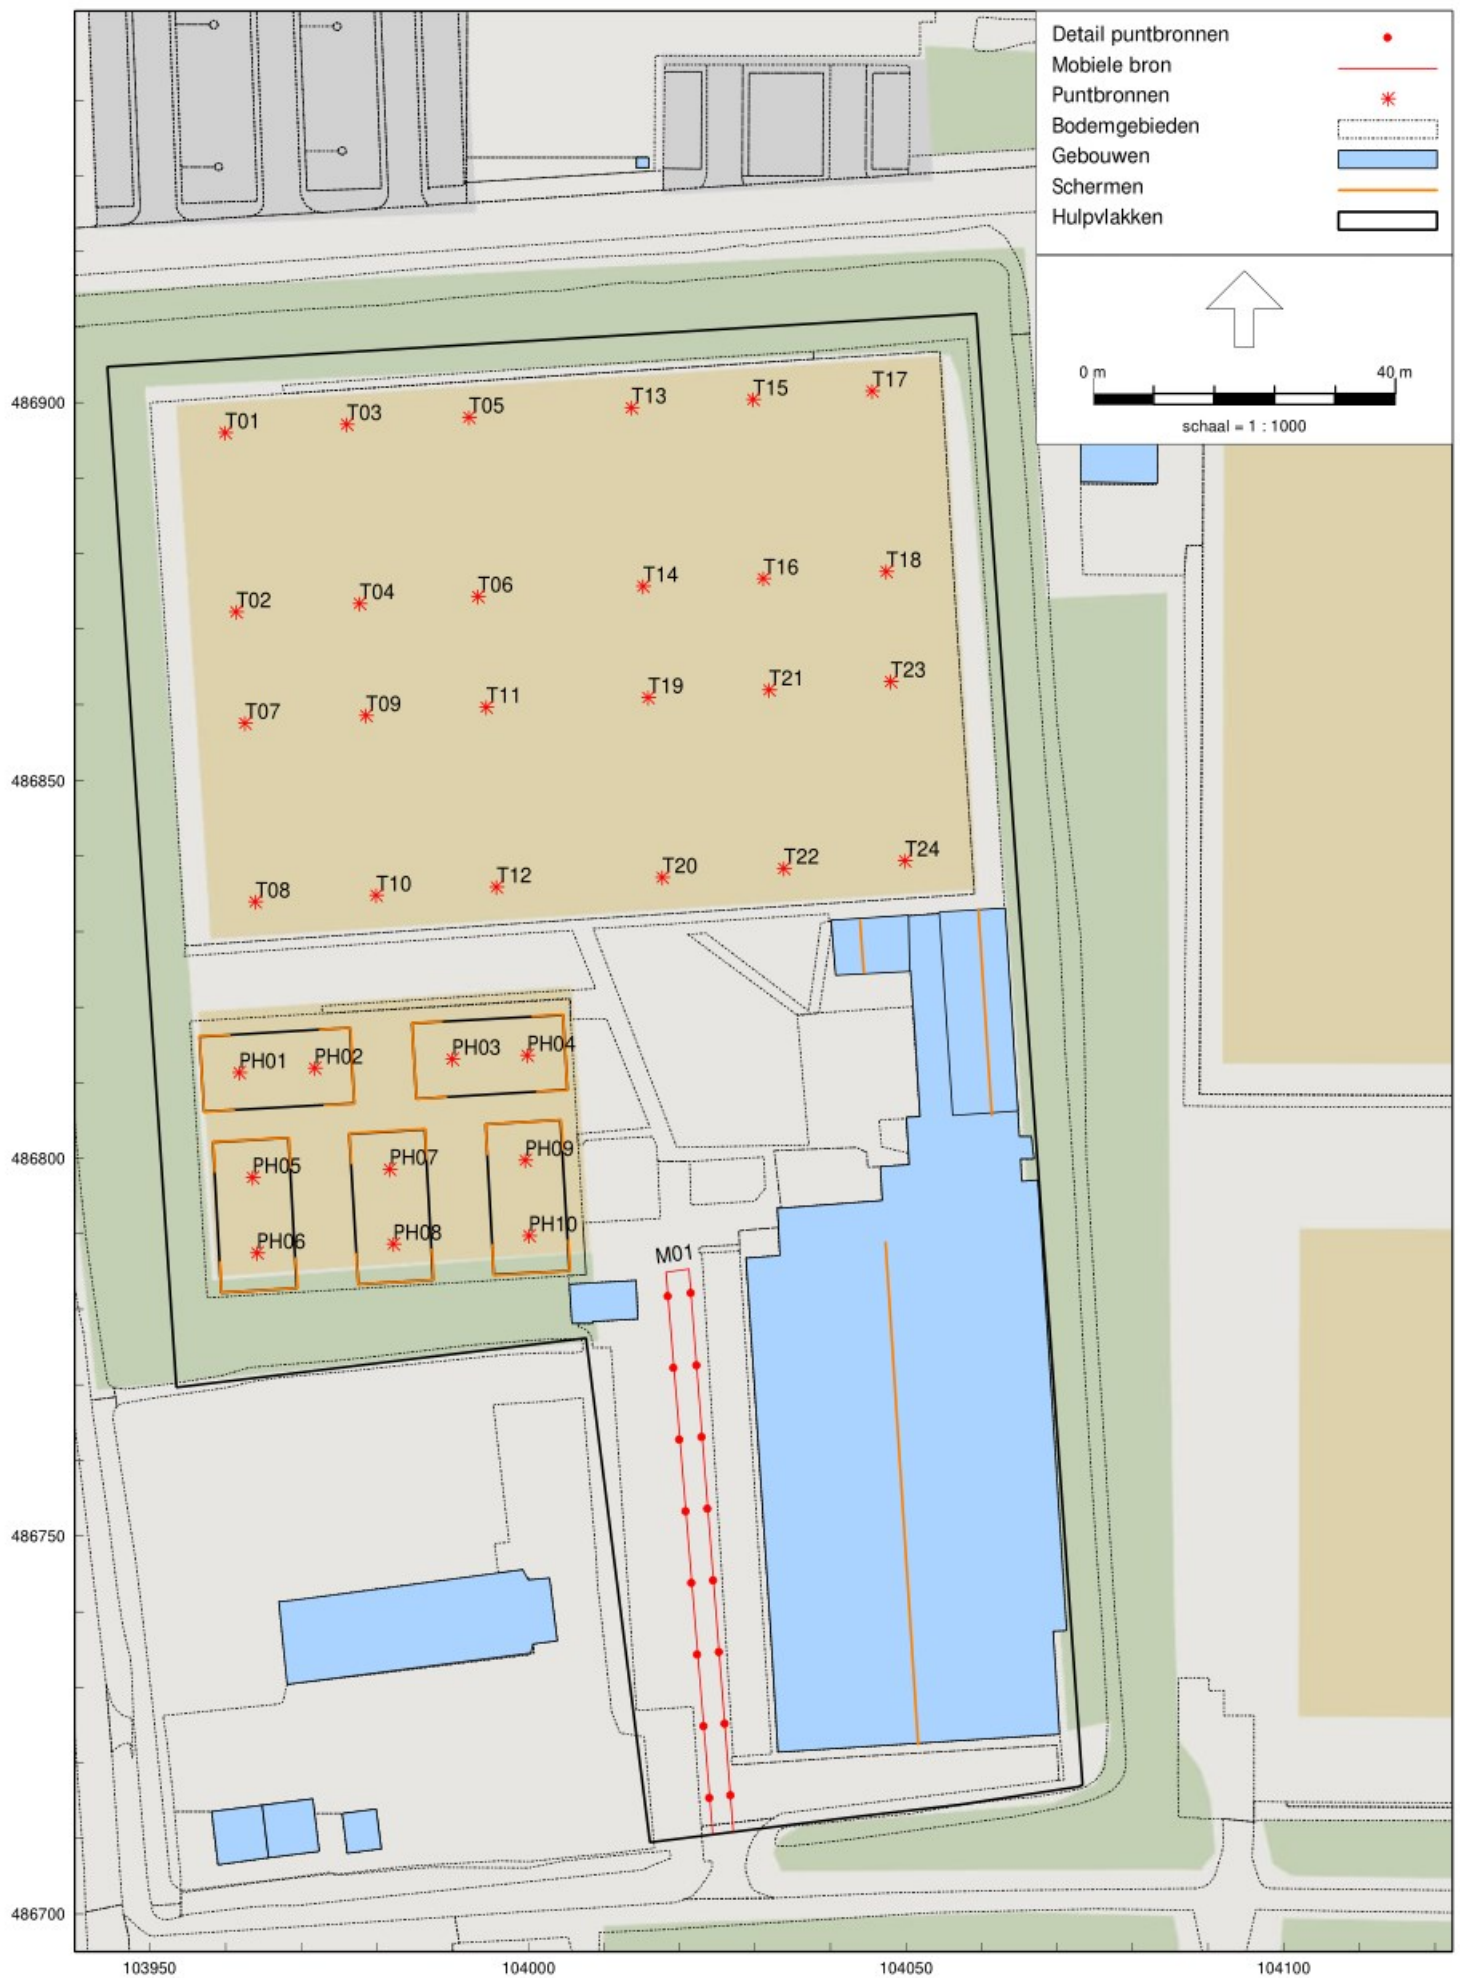 Detail puntbronnen
Mobiele bron
Puntbronnen
Bodemgebieden
Gebouwen
Schermen
Hulpvlakken
0 m 40 m
schaal = 1 : 1000
486900
T01 T03 T05 T13 T15 T17
T02 T04 T06 T14 T16 T18
T07 T09 T11 T19 T21 T23
486850
T08 T10 T12 T20 T22 T24
PH01 PH02 PH03 PH04
486800
PH05 PH07 PH09
PH06 PH08 PH10
M01
486750
486700
103950 104000 104050 104100